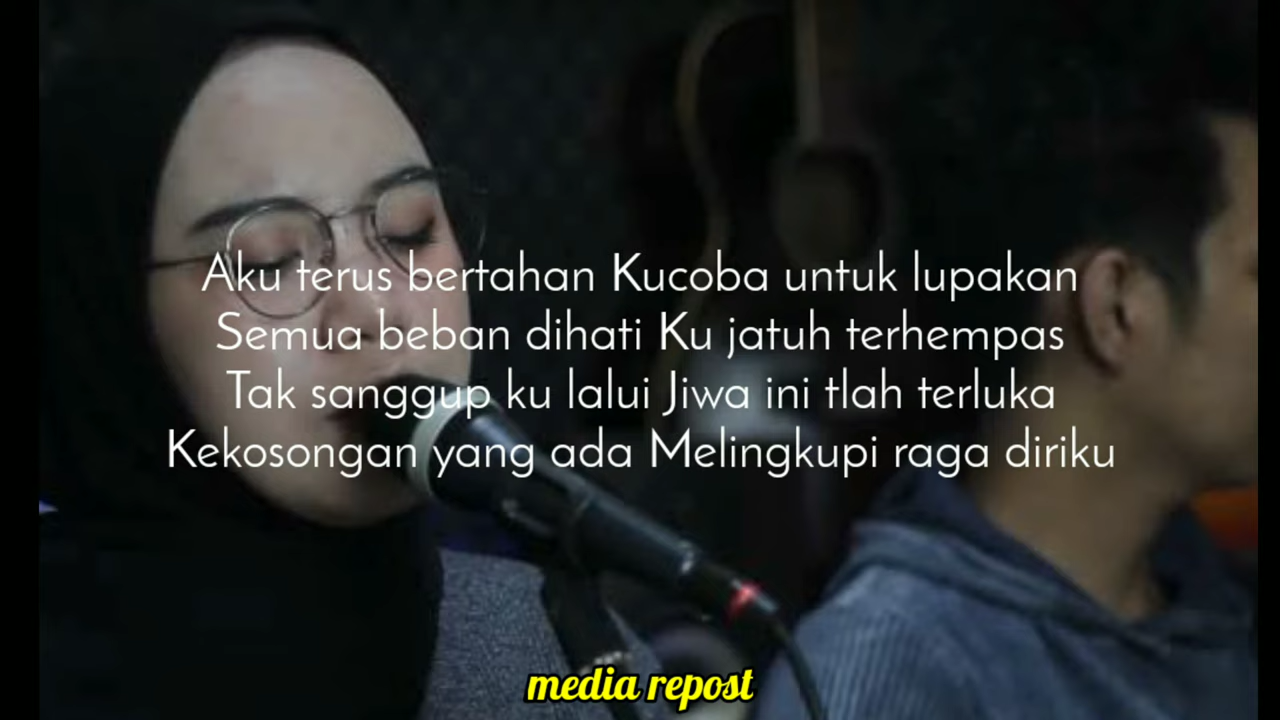 Aku terus bertahan Kucoba untuk lupakan
Semua beban dihati Ku jatuh terhempas
Tak sanggup ku lalui Jiwa ini tlah terluka
Kekosongan yang ada Melingkupi raga diriku
media repost